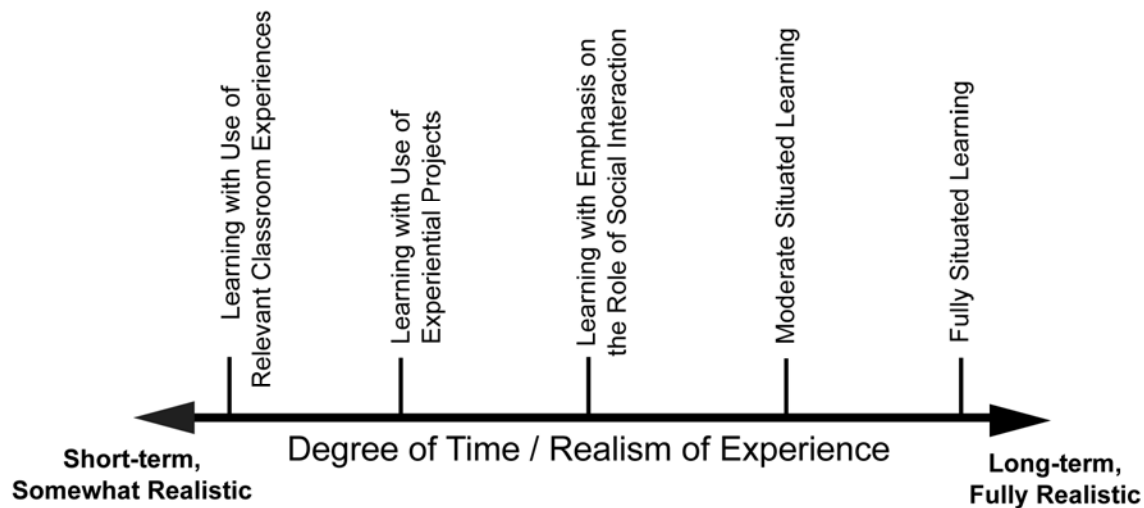 Learning with Use of
Relevant Classroom Experiences
Learning with Use of
Experiential Projects
Learning with Emphasis on
the Role of Social Interaction
Moderate Situated Learning
Fully Situated Learning
Degree of Time / Realism of Experience
Short-term,
Somewhat Realistic
Long-term,
Fully Realistic